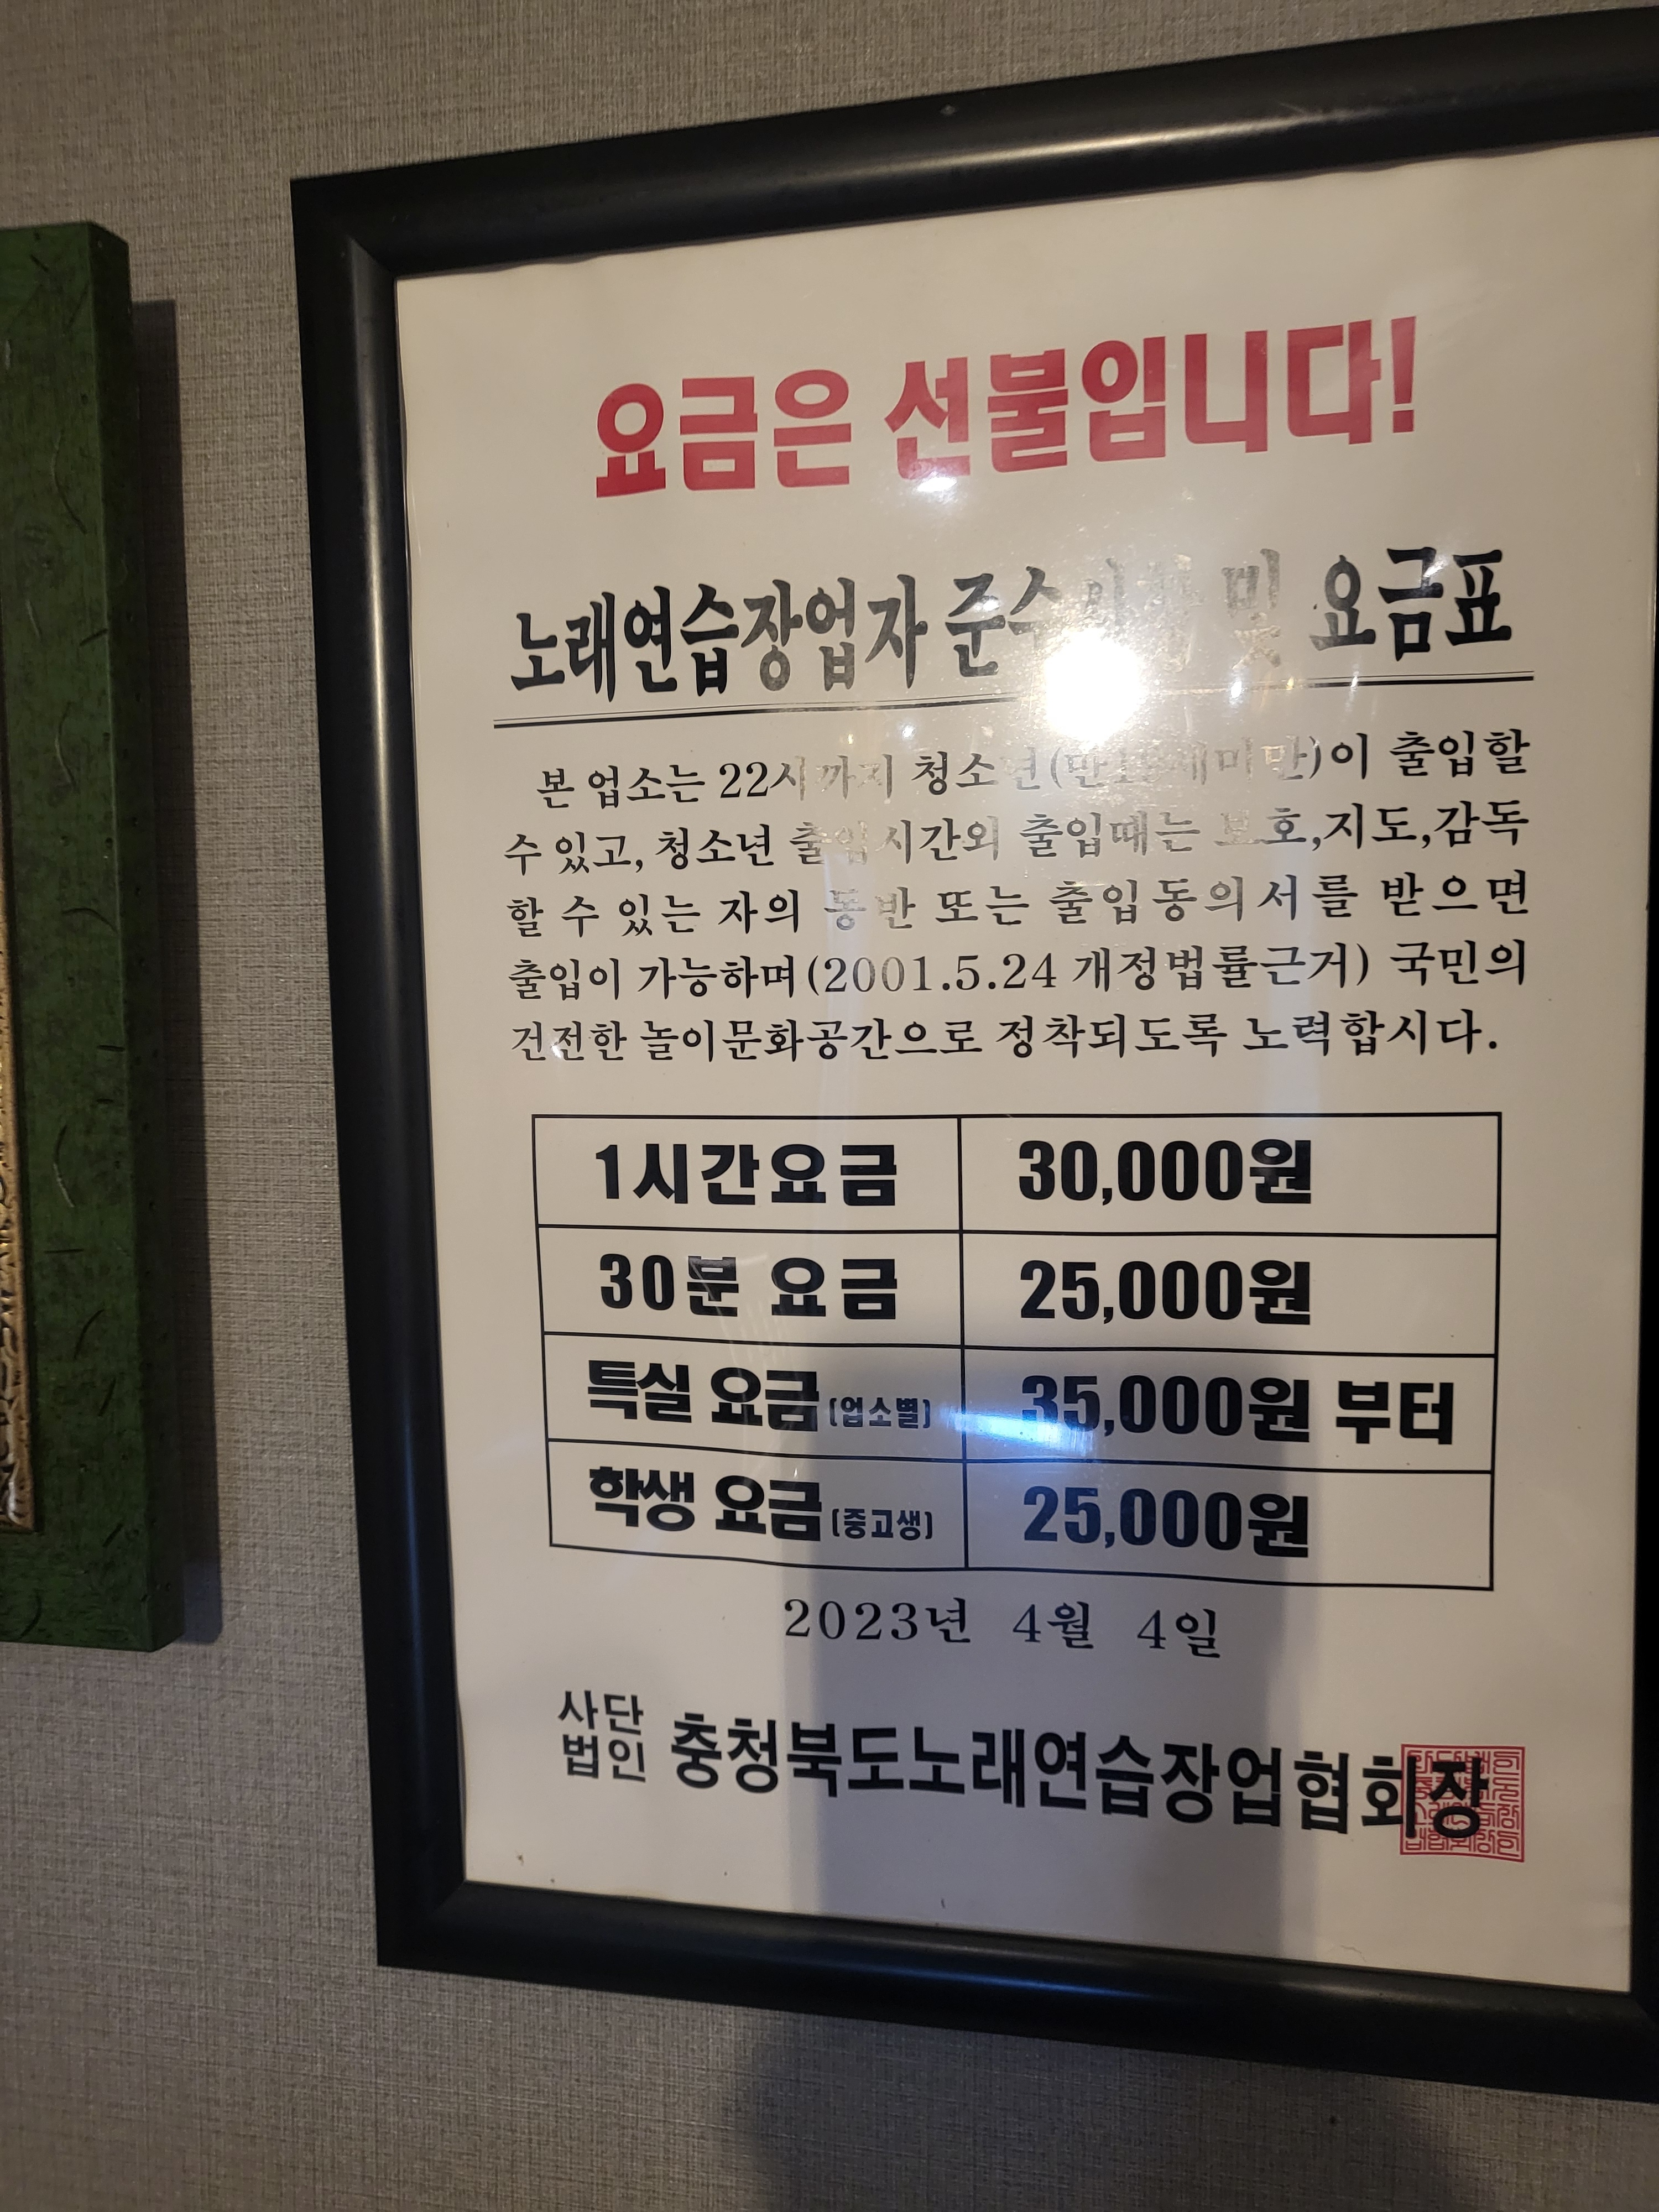 요금은 선불입니다!
노래연습장업자 준수사항 및 요금표
본 업소는 22시까지 청소년(만18세미만)이 출입할
수 있고, 청소년 출입시간외 출입때는 보호,지도,감독
할 수 있는 자의 동반 또는 출입동의서를 받으면
출입이 가능하며(2001.5.24 개정법률근거) 국민의
건전한 놀이문화공간으로 정착되도록 노력합시다.
1시간요금 30,000원
30분 요금 25,000원
특실 요금(업소별) 35,000원 부터
학생 요금(중고생) 25,000원
2023년 4월 4일
사단
법인 충청북도노래연습장업협회장